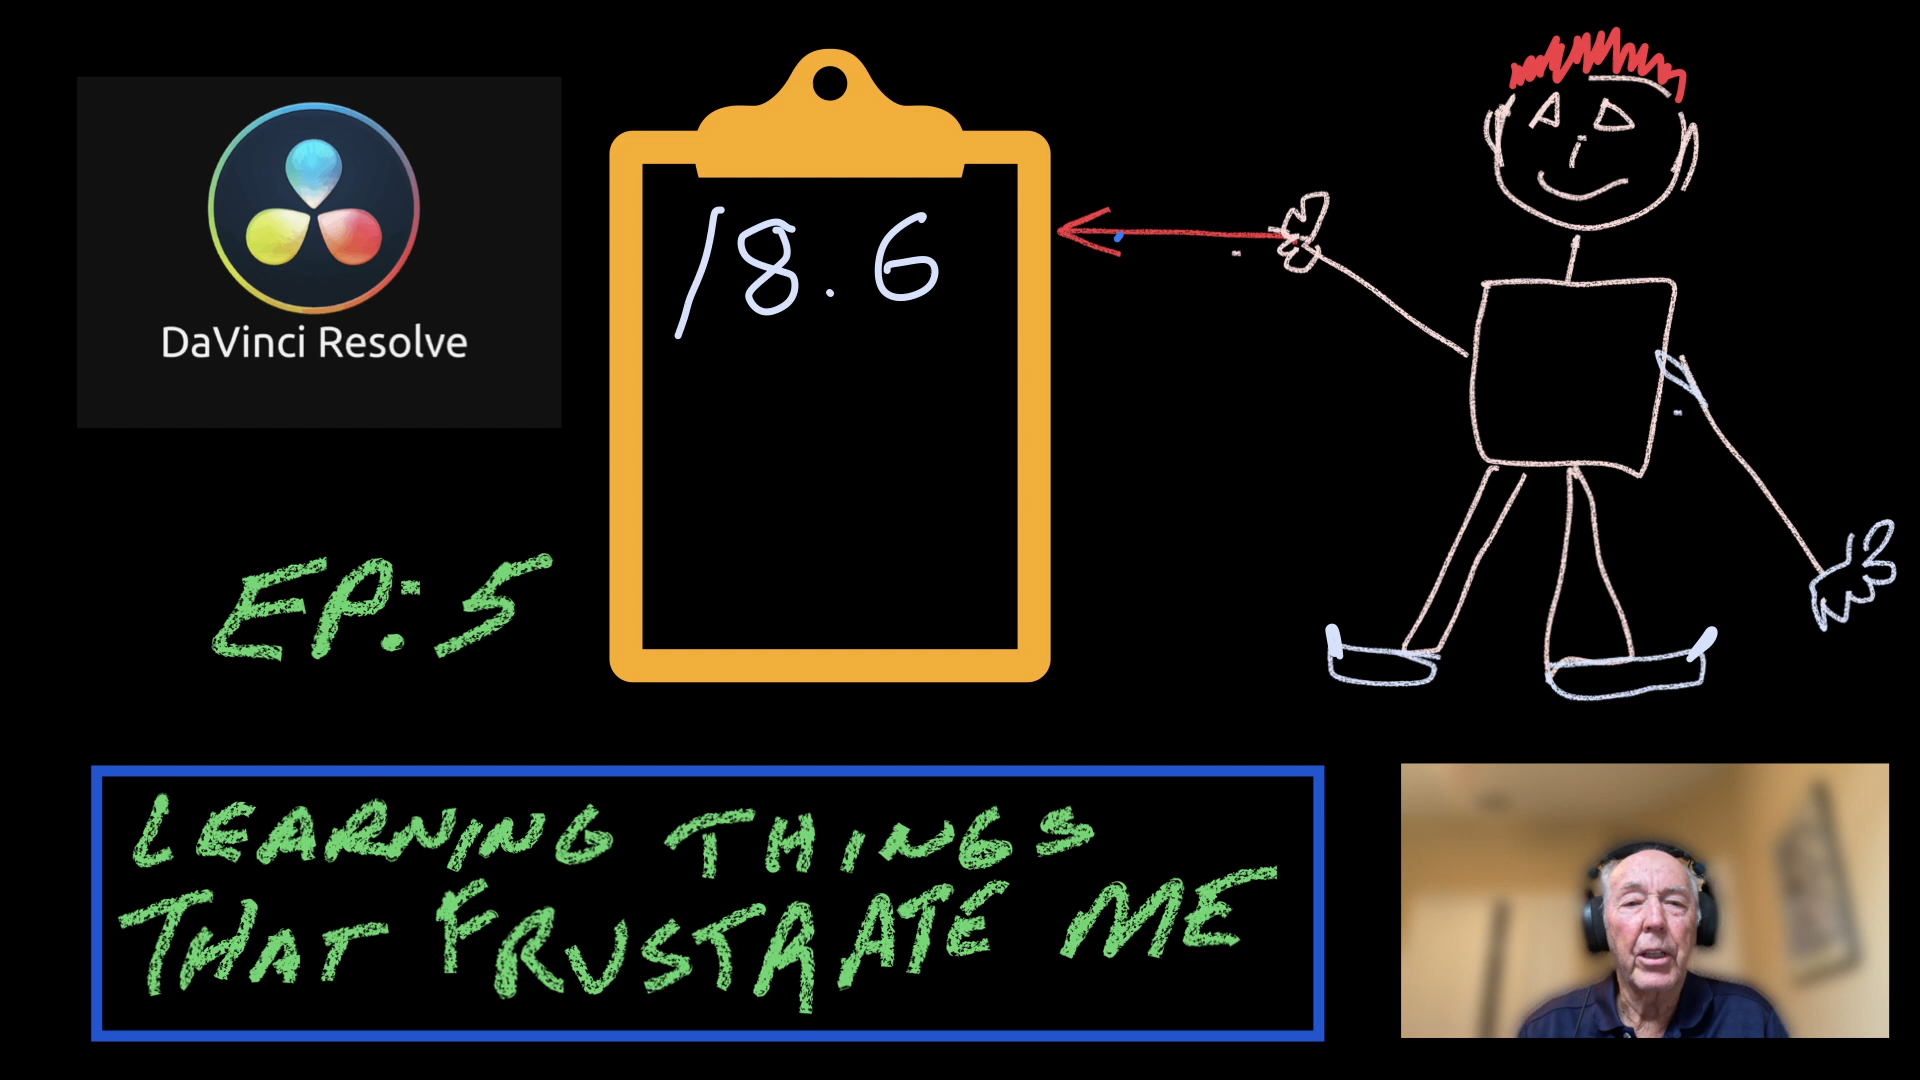 DaVinci Resolve
18.6
EP: 5
LEARNING THINGS
THAT FRUSTRATE ME